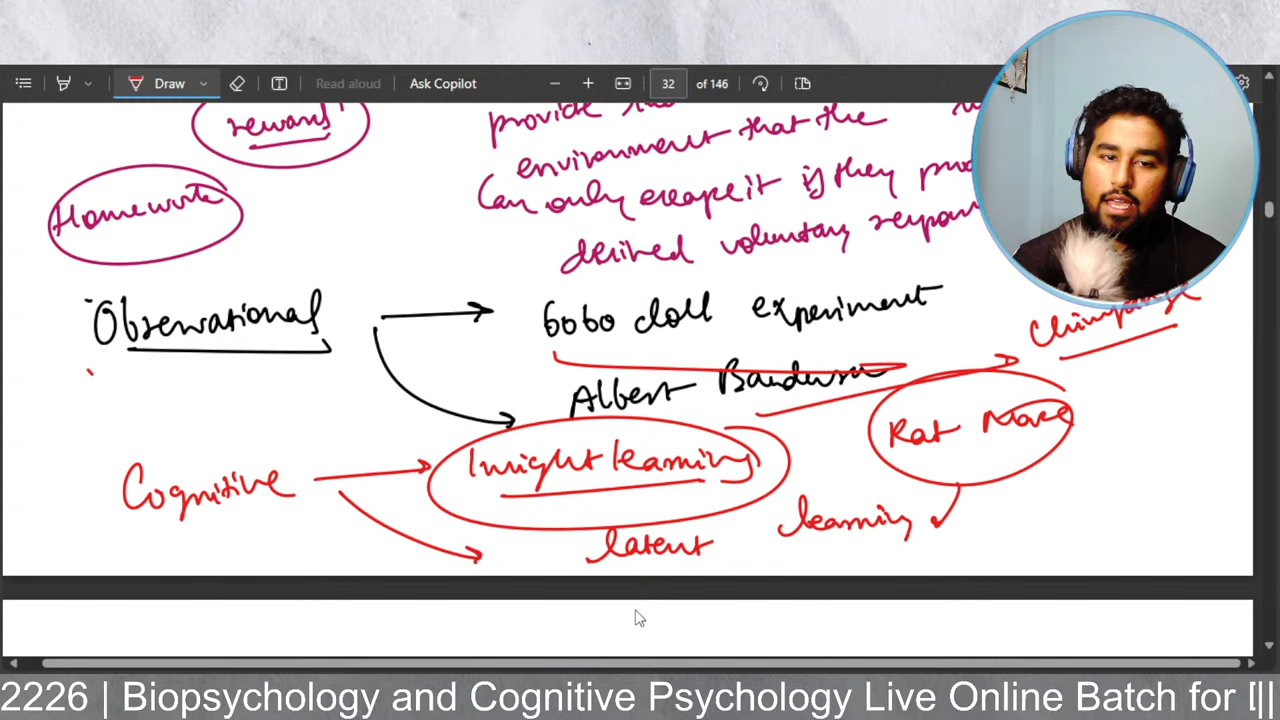 Read aloud
Draw
Ask Copilot
32 of 146
reward
provide
environment that the
Homework
Can only escape it if they
desired voluntary
Observational
bobo doll experiment
Albert Bandura
Rat Maze
Cognitive
Insight learning
learning
latent
2226 | Biopsychology and Cognitive Psychology Live Online Batch for